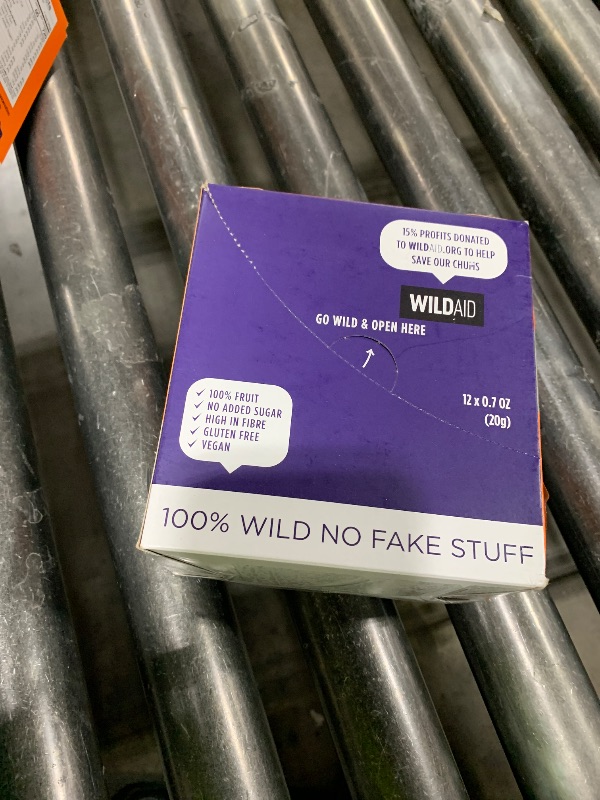 15% PROFITS DONATED
TO WILDAID.ORG TO HELP
SAVE OUR CHUMS
WILDAID
GO WILD & OPEN HERE
12 x 0.7 OZ
(20g)
✓ 100% FRUIT
✓ NO ADDED SUGAR
✓ HIGH IN FIBRE
✓ GLUTEN FREE
✓ VEGAN
100% WILD NO FAKE STUFF